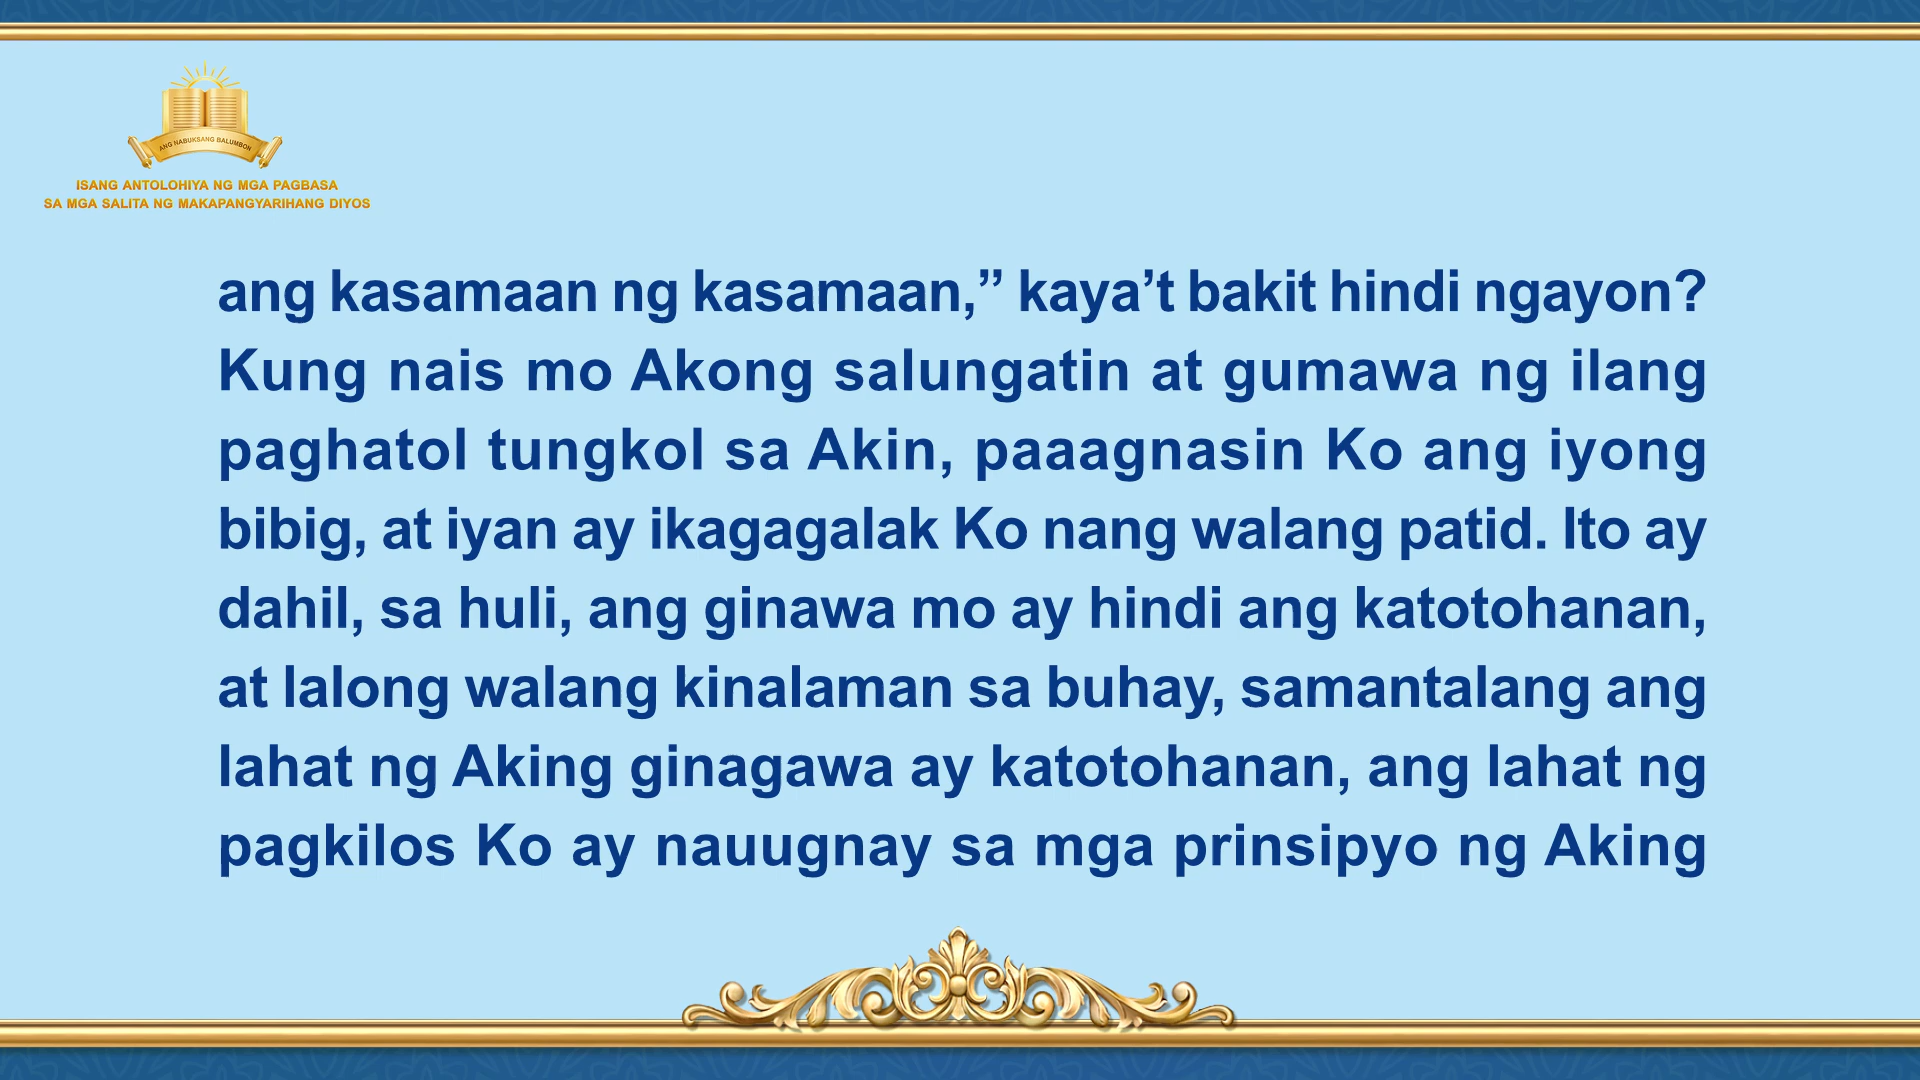 ANG NABUKSANG BALUMBON
ISANG ANTOLOHIYA NG MGA PAGBASA
SA MGA SALITA NG MAKAPANGYARIHANG DIYOS
ang kasamaan ng kasamaan,” kaya’t bakit hindi ngayon?
Kung nais mo Akong salungatin at gumawa ng ilang
paghatol tungkol sa Akin, paaagnasin Ko ang iyong
bibig, at iyan ay ikagagalak Ko nang walang patid. Ito ay
dahil, sa huli, ang ginawa mo ay hindi ang katotohanan,
at lalong walang kinalaman sa buhay, samantalang ang
lahat ng Aking ginagawa ay katotohanan, ang lahat ng
pagkilos Ko ay nauugnay sa mga prinsipyo ng Aking